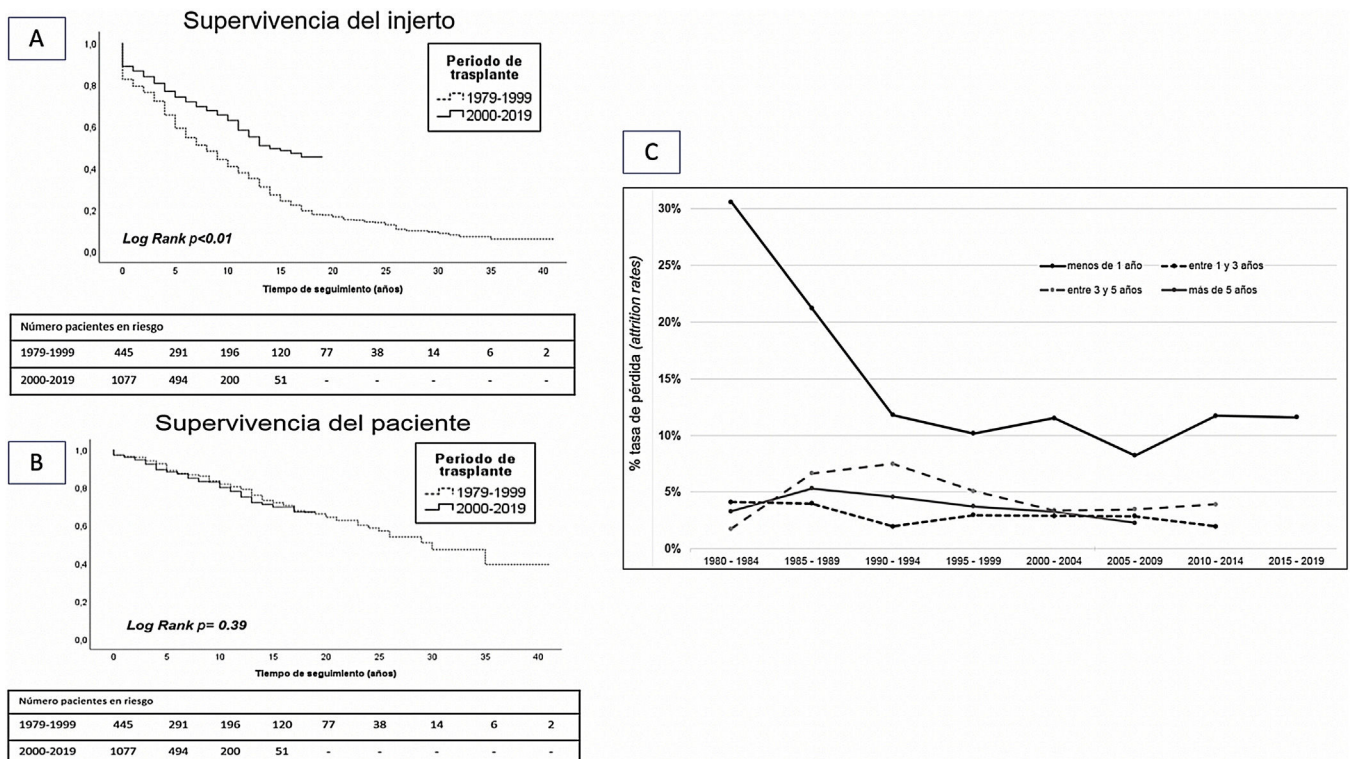 A
Supervivencia del injerto
1,0
0,8
0,6
0,4
0,2
0,0
Periodo de
trasplante
1979-1999
2000-2019
Log Rank p<0.01
0 5 10 15 20 25 30 35 40
Tiempo de seguimiento (años)
Número pacientes en riesgo
1979-1999 445 291 196 120 77 38 14 6 2
2000-2019 1077 494 200 51 - - - - -
B
Supervivencia del paciente
1,0
0,8
0,6
0,4
0,2
0,0
Periodo de
trasplante
1979-1999
2000-2019
Log Rank p= 0.39
0 5 10 15 20 25 30 35 40
Tiempo de seguimiento (años)
Número pacientes en riesgo
1979-1999 445 291 196 120 77 38 14 6 2
2000-2019 1077 494 200 51 - - - - -
C
% tasa de pérdida (attrition rates)
30%
25%
20%
15%
10%
5%
0%
menos de 1 año entre 1 y 3 años
entre 3 y 5 años más de 5 años
1980 - 1984 1985 - 1989 1990 - 1994 1995 - 1999 2000 - 2004 2005 - 2009 2010 - 2014 2015 - 2019